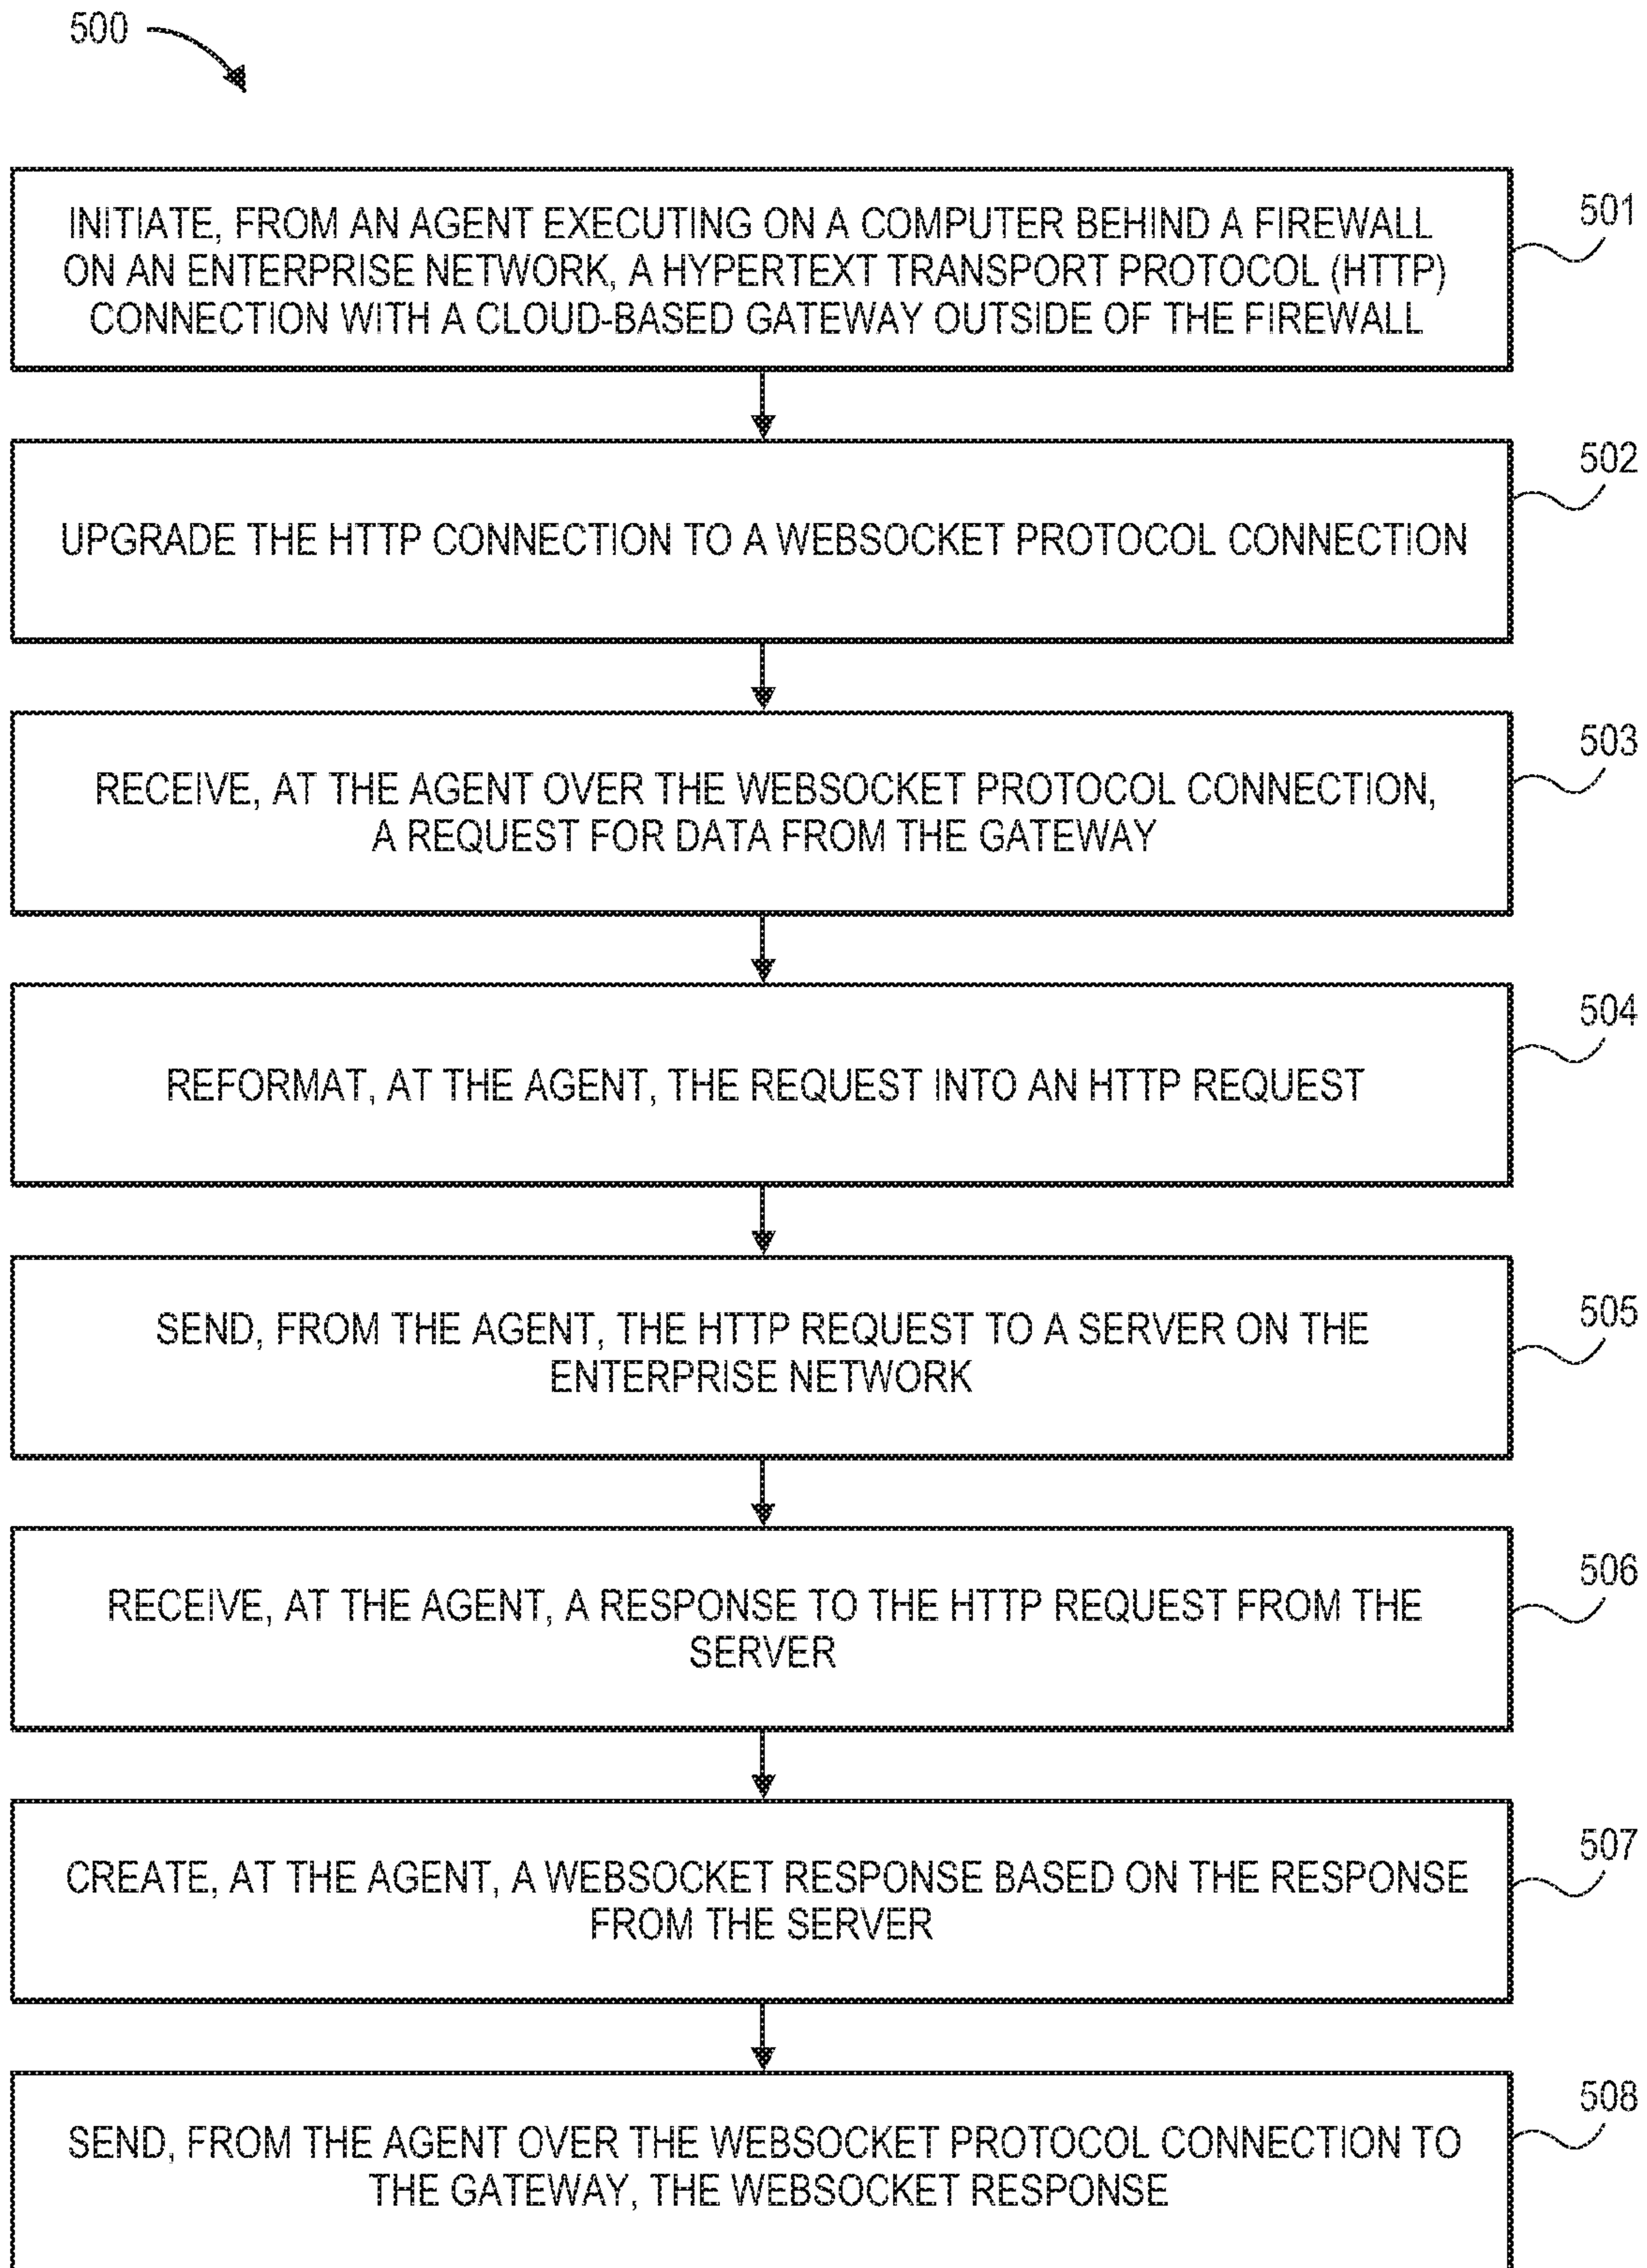 500
INITIATE, FROM AN AGENT EXECUTING ON A COMPUTER BEHIND A FIREWALL
ON AN ENTERPRISE NETWORK, A HYPERTEXT TRANSPORT PROTOCOL (HTTP)
CONNECTION WITH A CLOUD-BASED GATEWAY OUTSIDE OF THE FIREWALL
501
UPGRADE THE HTTP CONNECTION TO A WEBSOCKET PROTOCOL CONNECTION
502
RECEIVE, AT THE AGENT OVER THE WEBSOCKET PROTOCOL CONNECTION,
A REQUEST FOR DATA FROM THE GATEWAY
503
REFORMAT, AT THE AGENT, THE REQUEST INTO AN HTTP REQUEST
504
SEND, FROM THE AGENT, THE HTTP REQUEST TO A SERVER ON THE
ENTERPRISE NETWORK
505
RECEIVE, AT THE AGENT, A RESPONSE TO THE HTTP REQUEST FROM THE
SERVER
506
CREATE, AT THE AGENT, A WEBSOCKET RESPONSE BASED ON THE RESPONSE
FROM THE SERVER
507
SEND, FROM THE AGENT OVER THE WEBSOCKET PROTOCOL CONNECTION TO
THE GATEWAY, THE WEBSOCKET RESPONSE
508